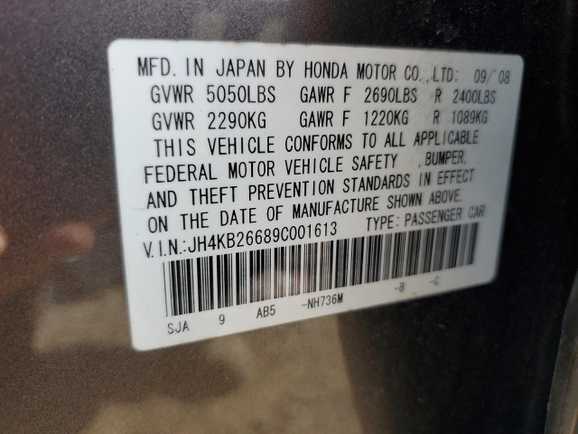 MFD. IN JAPAN BY HONDA MOTOR CO.,LTD: 09/'08
GVWR 5050LBS GAWR F 2690LBS R 2400LBS
GVWR 2290KG GAWR F 1220KG R 1089KG
THIS VEHICLE CONFORMS TO ALL APPLICABLE
FEDERAL MOTOR VEHICLE SAFETY ,BUMPER,
AND THEFT PREVENTION STANDARDS IN EFFECT
ON THE DATE OF MANUFACTURE SHOWN ABOVE.
V.I.N.:JH4KB26689C001613 TYPE: PASSENGER CAR
SJA 9 AB5 -NH736M -B -C